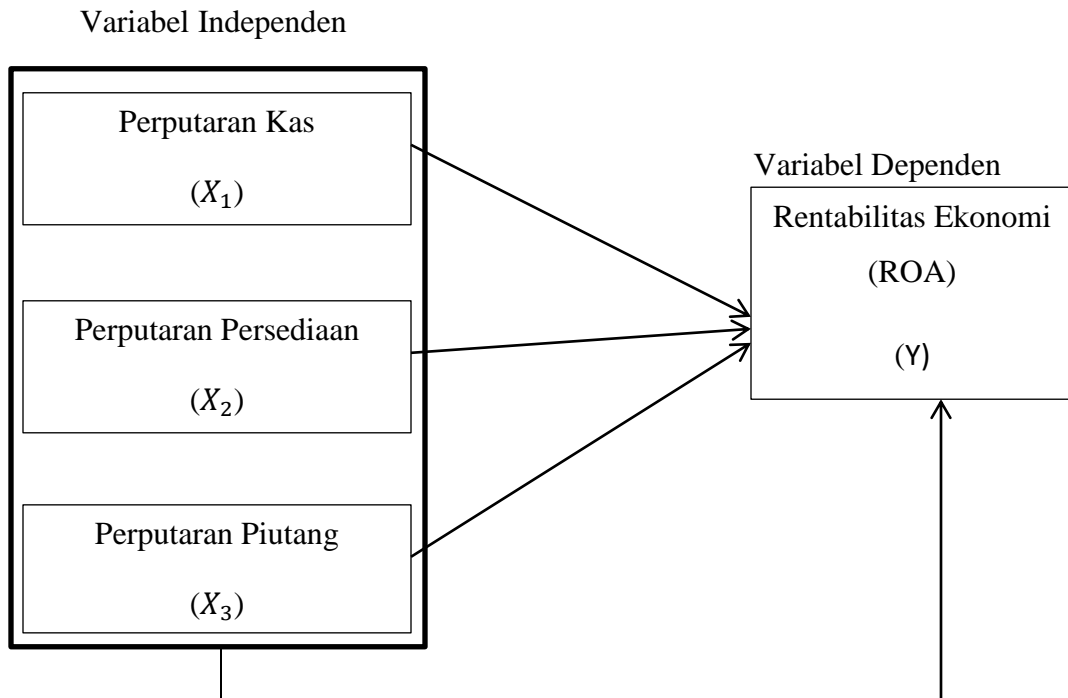 Variabel Independen
Perputaran Kas
(𝑋₁)
Perputaran Persediaan
(𝑋₂)
Perputaran Piutang
(𝑋₃)
Variabel Dependen
Rentabilitas Ekonomi
(ROA)
(Y)